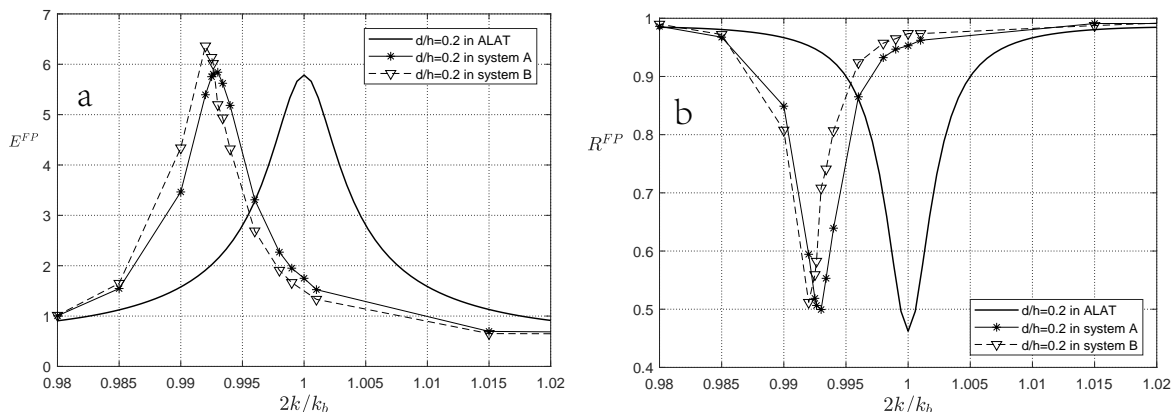 7
6
5
4
3
2
1
0
E^{FP}
a
d/h=0.2 in ALAT
d/h=0.2 in system A
d/h=0.2 in system B
0.98 0.985 0.99 0.995 1 1.005 1.01 1.015 1.02
2k/k_b
1
0.9
0.8
0.7
0.6
0.5
0.4
R^{FP}
b
d/h=0.2 in ALAT
d/h=0.2 in system A
d/h=0.2 in system B
0.98 0.985 0.99 0.995 1 1.005 1.01 1.015 1.02
2k/k_b